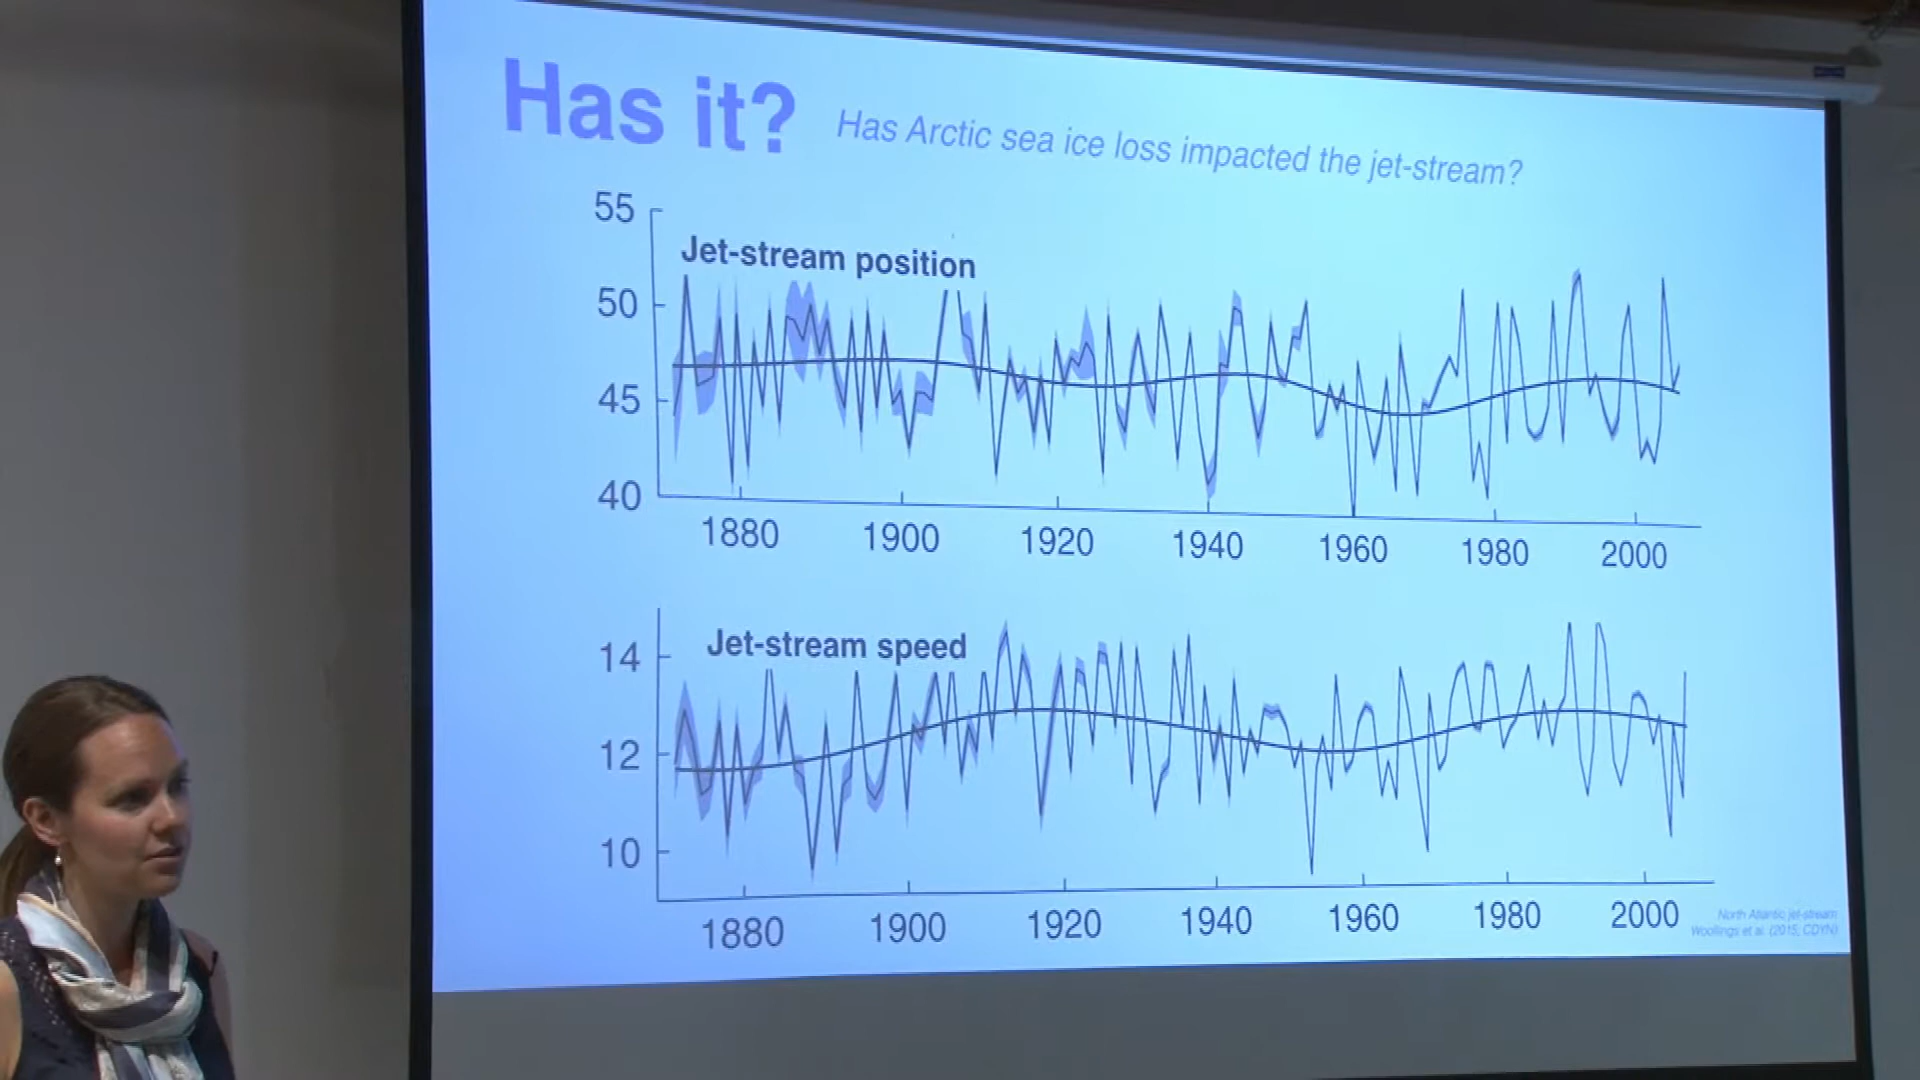 Has it?
Has Arctic sea ice loss impacted the jet-stream?
55
Jet-stream position
50
45
40
1880 1900 1920 1940 1960 1980 2000
Jet-stream speed
14
12
10
1880 1900 1920 1940 1960 1980 2000
North Atlantic jet-stream
Woollings et al. (2015, CDYN)